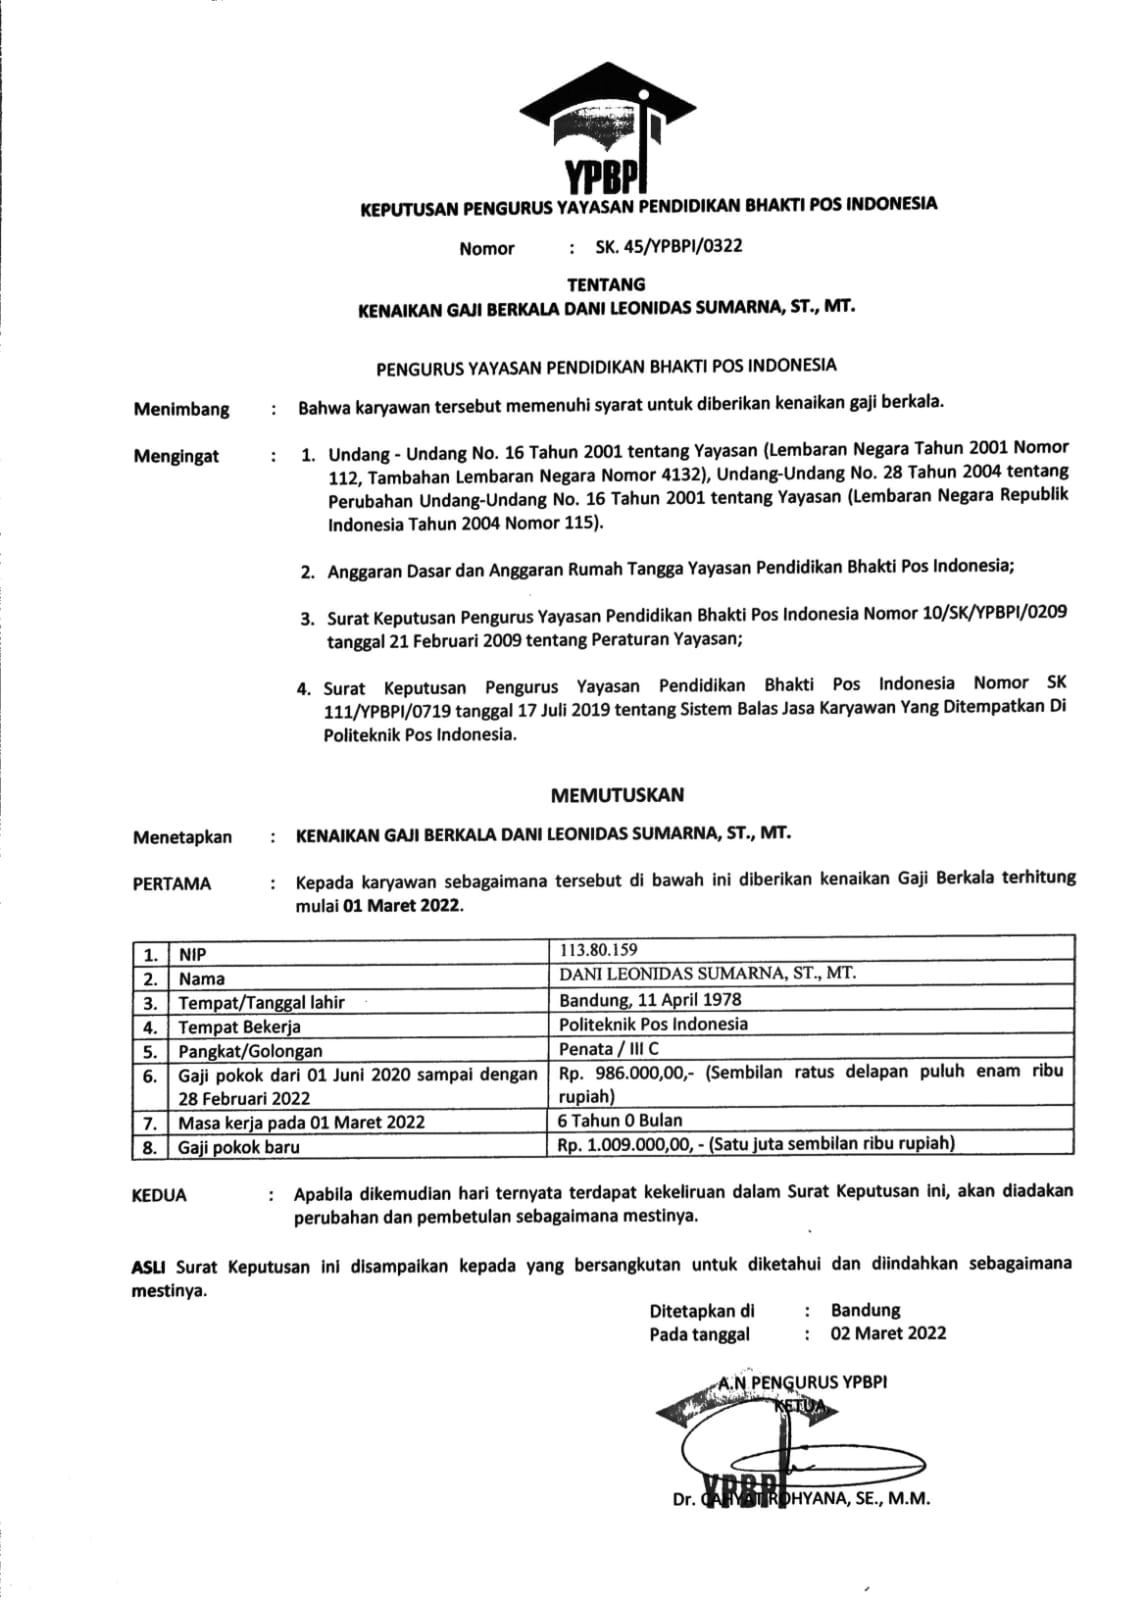 YPBPI
KEPUTUSAN PENGURUS YAYASAN PENDIDIKAN BHAKTI POS INDONESIA
Nomor : SK. 45/YPBPI/0322
TENTANG
KENAIKAN GAJI BERKALA DANI LEONIDAS SUMARNA, ST., MT.
PENGURUS YAYASAN PENDIDIKAN BHAKTI POS INDONESIA
Menimbang : Bahwa karyawan tersebut memenuhi syarat untuk diberikan kenaikan gaji berkala.
Mengingat : 1. Undang - Undang No. 16 Tahun 2001 tentang Yayasan (Lembaran Negara Tahun 2001 Nomor
112, Tambahan Lembaran Negara Nomor 4132), Undang-Undang No. 28 Tahun 2004 tentang
Perubahan Undang-Undang No. 16 Tahun 2001 tentang Yayasan (Lembaran Negara Republik
Indonesia Tahun 2004 Nomor 115).
2. Anggaran Dasar dan Anggaran Rumah Tangga Yayasan Pendidikan Bhakti Pos Indonesia;
3. Surat Keputusan Pengurus Yayasan Pendidikan Bhakti Pos Indonesia Nomor 10/SK/YPBPI/0209
tanggal 21 Februari 2009 tentang Peraturan Yayasan;
4. Surat Keputusan Pengurus Yayasan Pendidikan Bhakti Pos Indonesia Nomor SK
111/YPBPI/0719 tanggal 17 Juli 2019 tentang Sistem Balas Jasa Karyawan Yang Ditempatkan Di
Politeknik Pos Indonesia.
MEMUTUSKAN
Menetapkan : KENAIKAN GAJI BERKALA DANI LEONIDAS SUMARNA, ST., MT.
PERTAMA : Kepada karyawan sebagaimana tersebut di bawah ini diberikan kenaikan Gaji Berkala terhitung
mulai 01 Maret 2022.
1. NIP 113.80.159
2. Nama DANI LEONIDAS SUMARNA, ST., MT.
3. Tempat/Tanggal lahir Bandung, 11 April 1978
4. Tempat Bekerja Politeknik Pos Indonesia
5. Pangkat/Golongan Penata / III C
6. Gaji pokok dari 01 Juni 2020 sampai dengan Rp. 986.000,00,- (Sembilan ratus delapan puluh enam ribu
28 Februari 2022 rupiah)
7. Masa kerja pada 01 Maret 2022 6 Tahun 0 Bulan
8. Gaji pokok baru Rp. 1.009.000,00, - (Satu juta sembilan ribu rupiah)
KEDUA : Apabila dikemudian hari ternyata terdapat kekeliruan dalam Surat Keputusan ini, akan diadakan
perubahan dan pembetulan sebagaimana mestinya.
ASLI Surat Keputusan ini disampaikan kepada yang bersangkutan untuk diketahui dan diindahkan sebagaimana
mestinya.
Ditetapkan di : Bandung
Pada tanggal : 02 Maret 2022
A.N PENGURUS YPBPI
KETUA,
YPBPI
Dr. CAHYAT ROHYANA, SE., M.M.